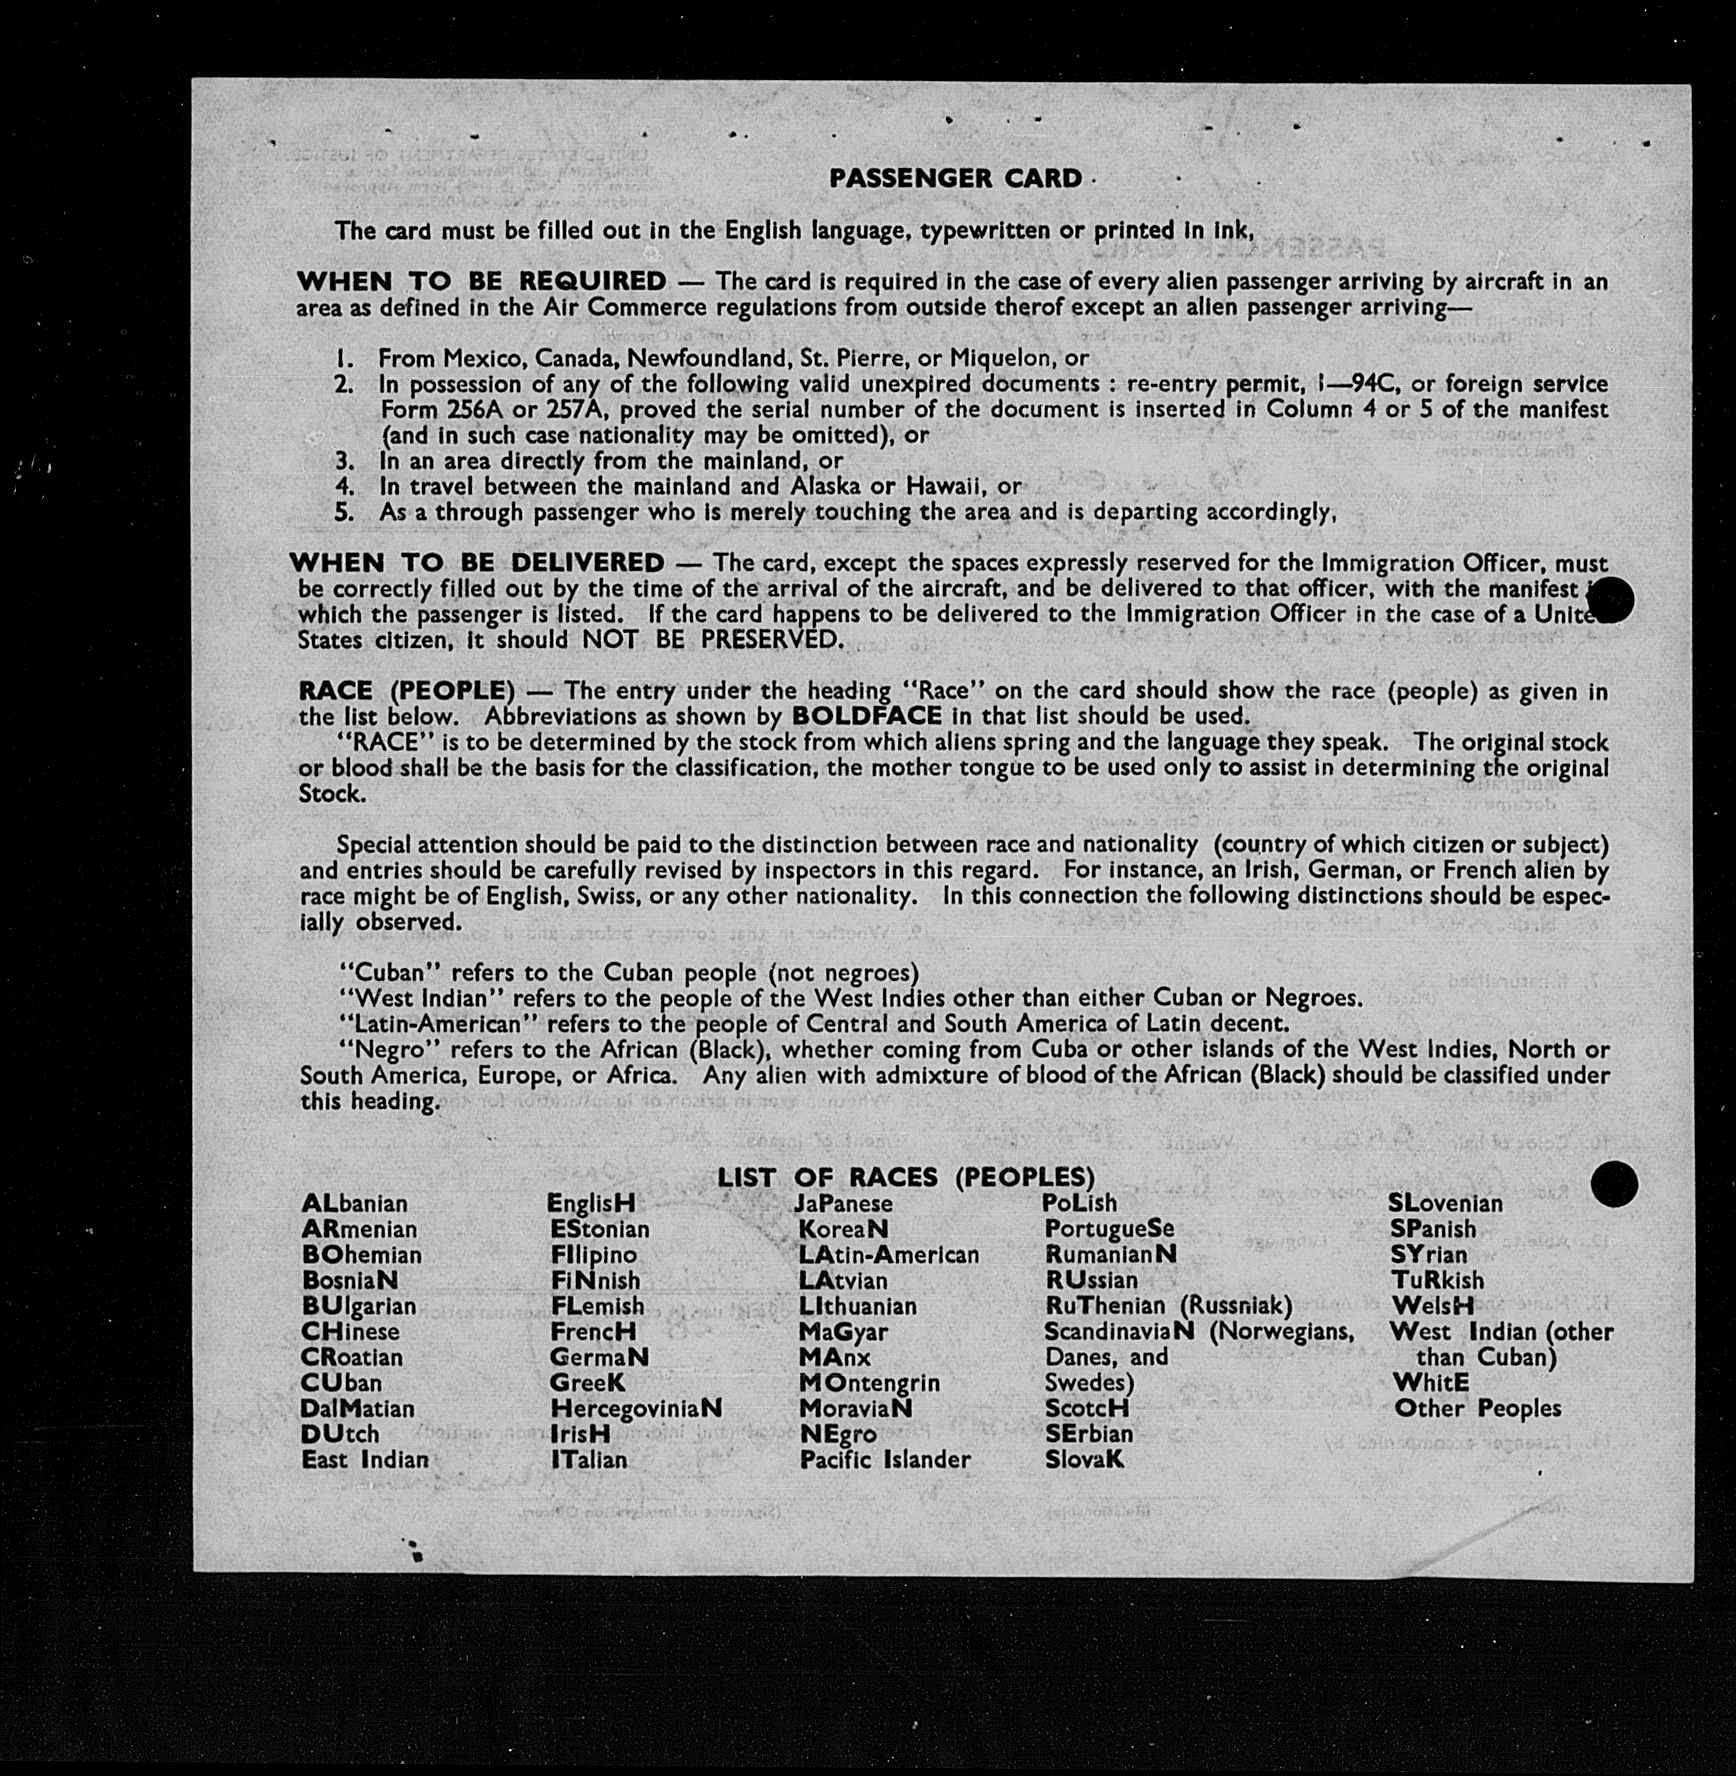 PASSENGER CARD
The card must be filled out in the English language, typewritten or printed in ink,
WHEN TO BE REQUIRED — The card is required in the case of every alien passenger arriving by aircraft in an
area as defined in the Air Commerce regulations from outside therof except an alien passenger arriving—
1. From Mexico, Canada, Newfoundland, St. Pierre, or Miquelon, or
2. In possession of any of the following valid unexpired documents : re-entry permit, I—94C, or foreign service
Form 256A or 257A, proved the serial number of the document is inserted in Column 4 or 5 of the manifest
(and in such case nationality may be omitted), or
3. In an area directly from the mainland, or
4. In travel between the mainland and Alaska or Hawaii, or
5. As a through passenger who is merely touching the area and is departing accordingly,
WHEN TO BE DELIVERED — The card, except the spaces expressly reserved for the Immigration Officer, must
be correctly filled out by the time of the arrival of the aircraft, and be delivered to that officer, with the manifest
which the passenger is listed. If the card happens to be delivered to the Immigration Officer in the case of a
States citizen, it should NOT BE PRESERVED.
RACE (PEOPLE) — The entry under the heading "Race" on the card should show the race (people) as given in
the list below. Abbreviations as shown by BOLDFACE in that list should be used.
"RACE" is to be determined by the stock from which aliens spring and the language they speak. The original stock
or blood shall be the basis for the classification, the mother tongue to be used only to assist in determining the original
Stock.
Special attention should be paid to the distinction between race and nationality (country of which citizen or subject)
and entries should be carefully revised by inspectors in this regard. For instance, an Irish, German, or French alien by
race might be of English, Swiss, or any other nationality. In this connection the following distinctions should be espec-
ially observed.
"Cuban" refers to the Cuban people (not negroes)
"West Indian" refers to the people of the West Indies other than either Cuban or Negroes.
"Latin-American" refers to the people of Central and South America of Latin decent.
"Negro" refers to the African (Black), whether coming from Cuba or other islands of the West Indies, North or
South America, Europe, or Africa. Any alien with admixture of blood of the African (Black) should be classified under
this heading.
LIST OF RACES (PEOPLES)
ALbanian
ARmenian
BOhemian
BosniaN
BUlgarian
CHinese
CRoatian
CUban
DalMatian
DUtch
East Indian
EnglisH
EStonian
FIlipino
FiNnish
FLemish
FrencH
GermaN
GreeK
HercegoviniaN
IrisH
ITalian
JaPanese
KoreaN
LAtin-American
LAtvian
LIthuanian
MaGyar
MAnx
MOntengrin
MoraviaN
NEgro
Pacific Islander
PoLish
PortugueSe
RumanianN
RUssian
RuThenian (Russniak)
ScandinaviaN (Norwegians,
Danes, and
Swedes)
ScotcH
SErbian
SlovaK
SLovenian
SPanish
SYrian
TuRkish
WelsH
West Indian (other
than Cuban)
WhitE
Other Peoples